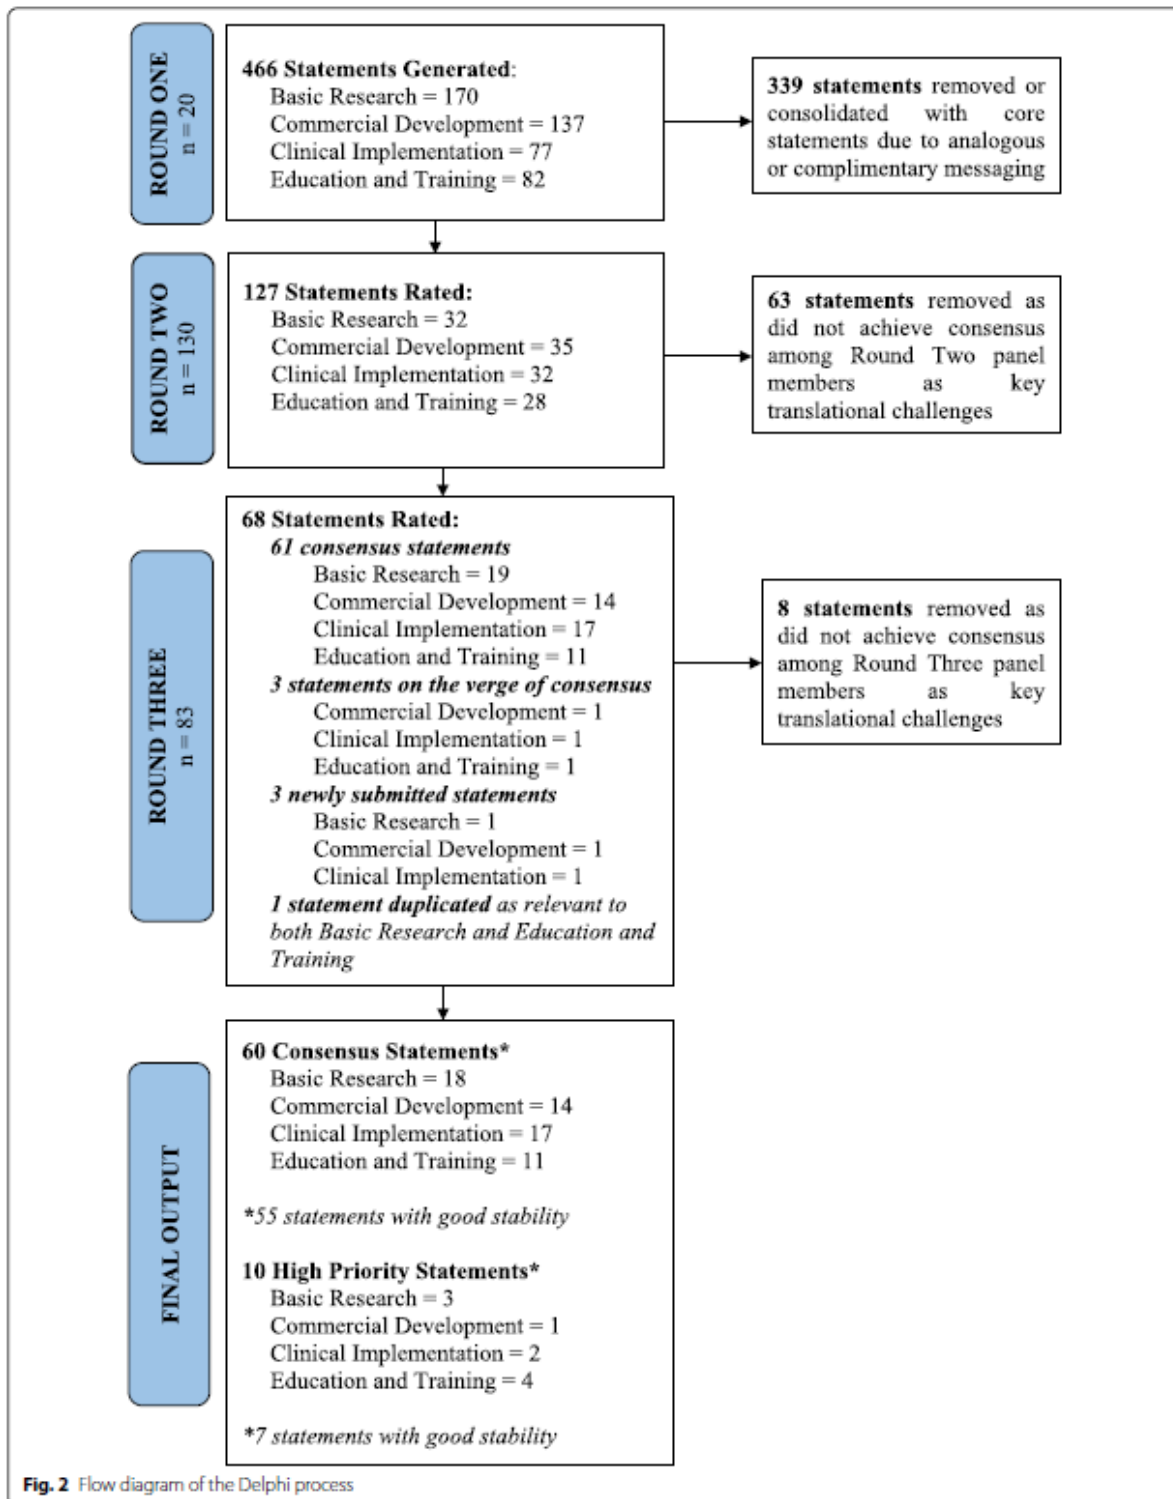 ROUND ONE
n = 20
466 Statements Generated:
Basic Research = 170
Commercial Development = 137
Clinical Implementation = 77
Education and Training = 82
339 statements removed or
consolidated with core
statements due to analogous
or complimentary messaging
ROUND TWO
n = 130
127 Statements Rated:
Basic Research = 32
Commercial Development = 35
Clinical Implementation = 32
Education and Training = 28
63 statements removed as
did not achieve consensus
among Round Two panel
members as key
translational challenges
ROUND THREE
n = 83
68 Statements Rated:
61 consensus statements
Basic Research = 19
Commercial Development = 14
Clinical Implementation = 17
Education and Training = 11
3 statements on the verge of consensus
Commercial Development = 1
Clinical Implementation = 1
Education and Training = 1
3 newly submitted statements
Basic Research = 1
Commercial Development = 1
Clinical Implementation = 1
1 statement duplicated as relevant to
both Basic Research and Education and
Training
8 statements removed as
did not achieve consensus
among Round Three panel
members as key
translational challenges
FINAL OUTPUT
60 Consensus Statements*
Basic Research = 18
Commercial Development = 14
Clinical Implementation = 17
Education and Training = 11
*55 statements with good stability
10 High Priority Statements*
Basic Research = 3
Commercial Development = 1
Clinical Implementation = 2
Education and Training = 4
*7 statements with good stability
Fig. 2 Flow diagram of the Delphi process